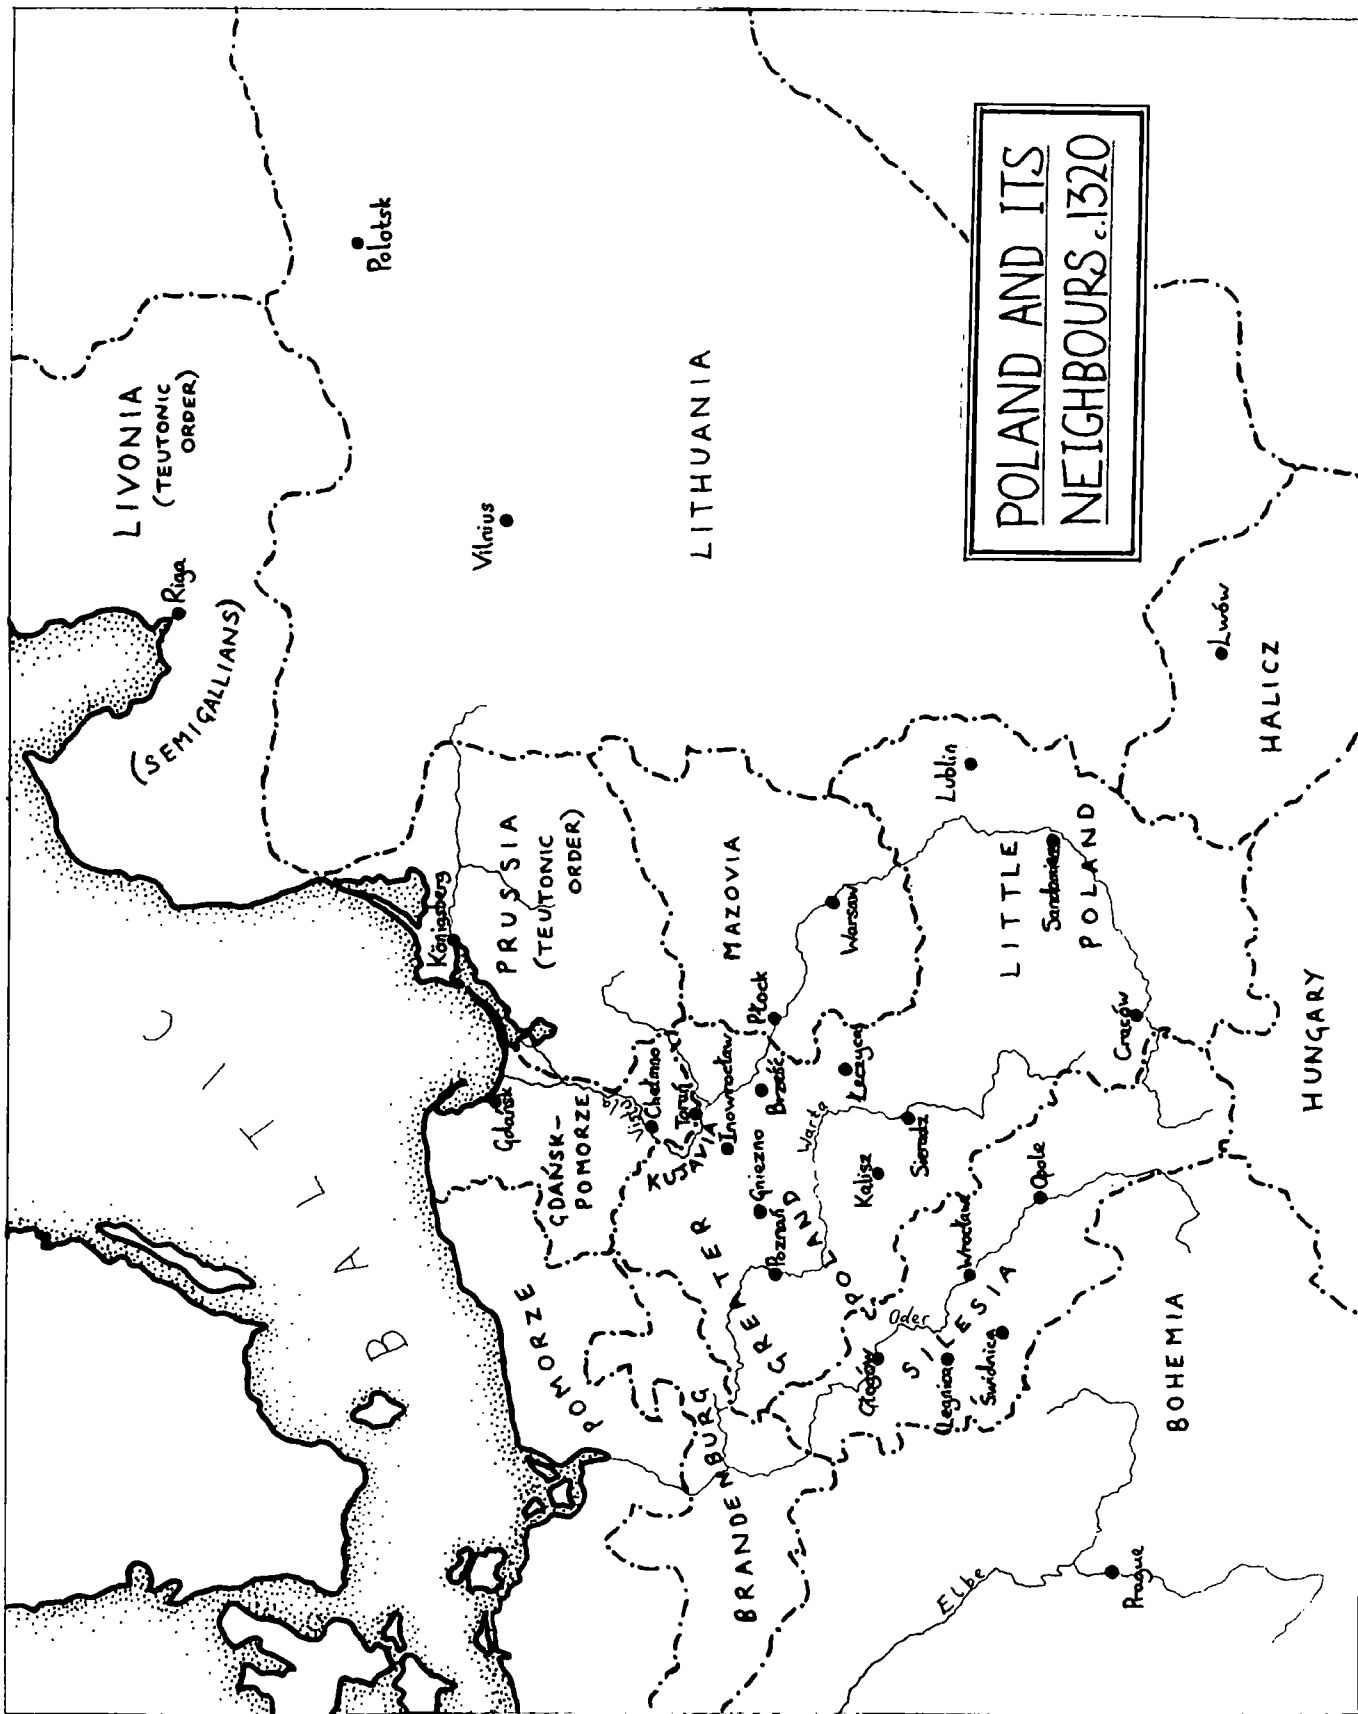 POLAND AND ITS
NEIGHBOURS c.1320
BALTIC
LIVONIA
(TEUTONIC
ORDER)
Riga
(SEMIGALLIANS)
Polotsk
Vilnius
LITHUANIA
Königsberg
PRUSSIA
(TEUTONIC
ORDER)
Gdańsk
GDAŃSK-
POMORZE
POMORZE
Chełmno
Toruń
KUJAVIA
Inowrocław
MAZOVIA
Płock
Brześć
Warsaw
Łęczyca
Gniezno
Poznań
GREATER
POLAND
Warta
Kalisz
Sieradz
BRANDENBURG
Głogów
Oder
SILESIA
Legnica
Wrocław
Świdnica
Opole
LITTLE
POLAND
Lublin
Sandomierz
Cracow
Lwów
HALICZ
HUNGARY
BOHEMIA
Elbe
Prague